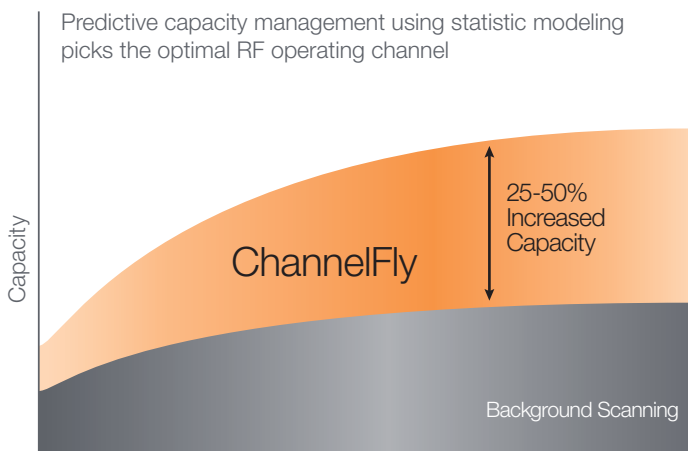 Predictive capacity management using statistic modeling
picks the optimal RF operating channel
Capacity
ChannelFly
25-50%
Increased
Capacity
Background Scanning